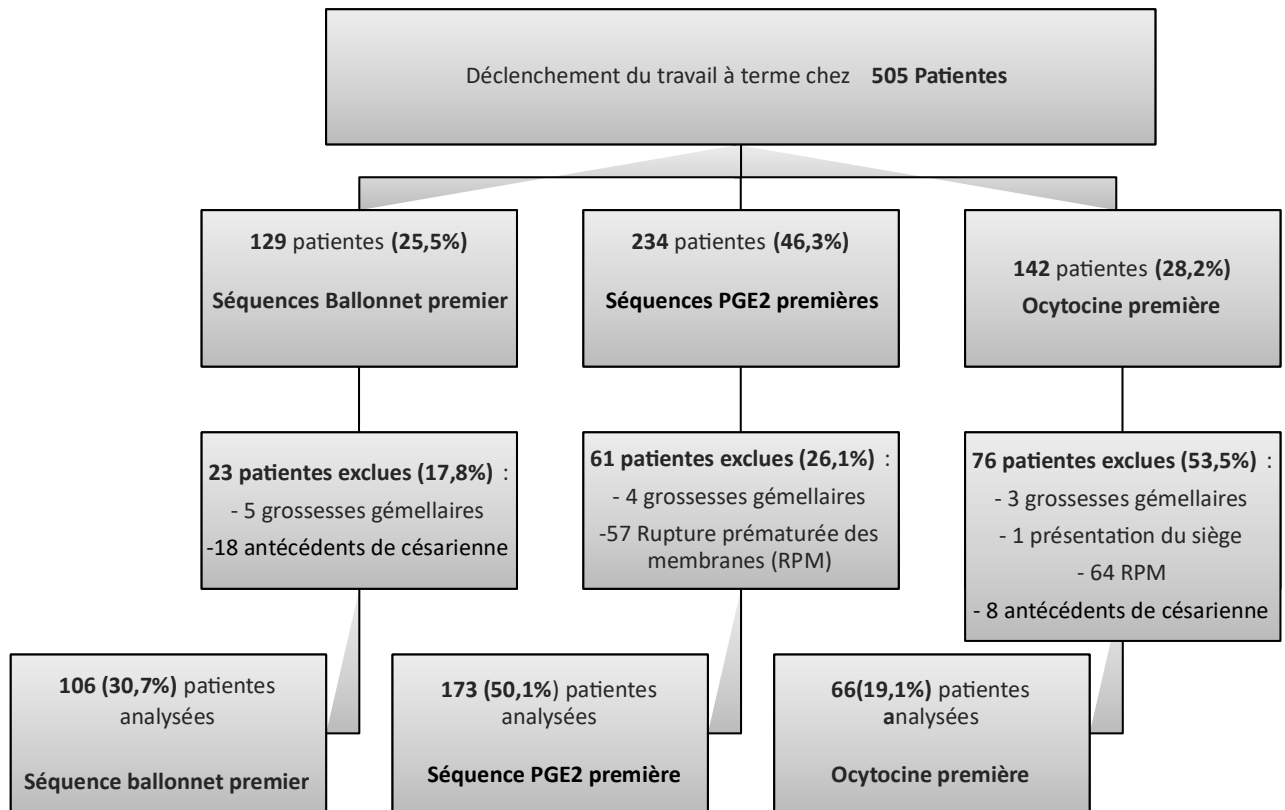 Déclenchement du travail à terme chez 505 Patientes
129 patientes (25,5%)
Séquences Ballonnet premier
234 patientes (46,3%)
Séquences PGE2 premières
142 patientes (28,2%)
Ocytocine première
23 patientes exclues (17,8%) :
- 5 grossesses gémellaires
-18 antécédents de césarienne
61 patientes exclues (26,1%) :
- 4 grossesses gémellaires
-57 Rupture prématurée des
membranes (RPM)
76 patientes exclues (53,5%) :
- 3 grossesses gémellaires
- 1 présentation du siège
- 64 RPM
- 8 antécédents de césarienne
106 (30,7%) patientes
analysées
Séquence ballonnet premier
173 (50,1%) patientes
analysées
Séquence PGE2 première
66(19,1%) patientes
analysées
Ocytocine première